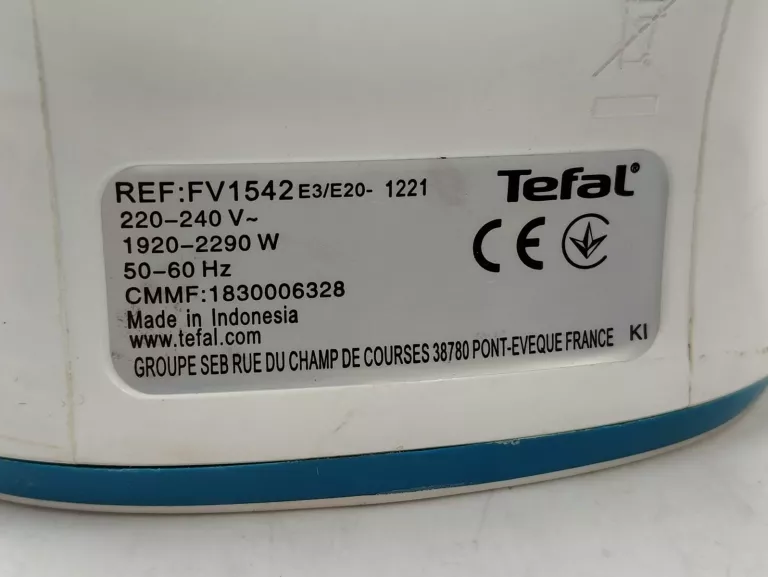 REF:FV1542 E3/E20- 1221
Tefal®
220-240 V~
1920-2290 W
50-60 Hz
CE
CMMF:1830006328
Made in Indonesia
www.tefal.com
GROUPE SEB RUE DU CHAMP DE COURSES 38780 PONT-EVEQUE FRANCE KI